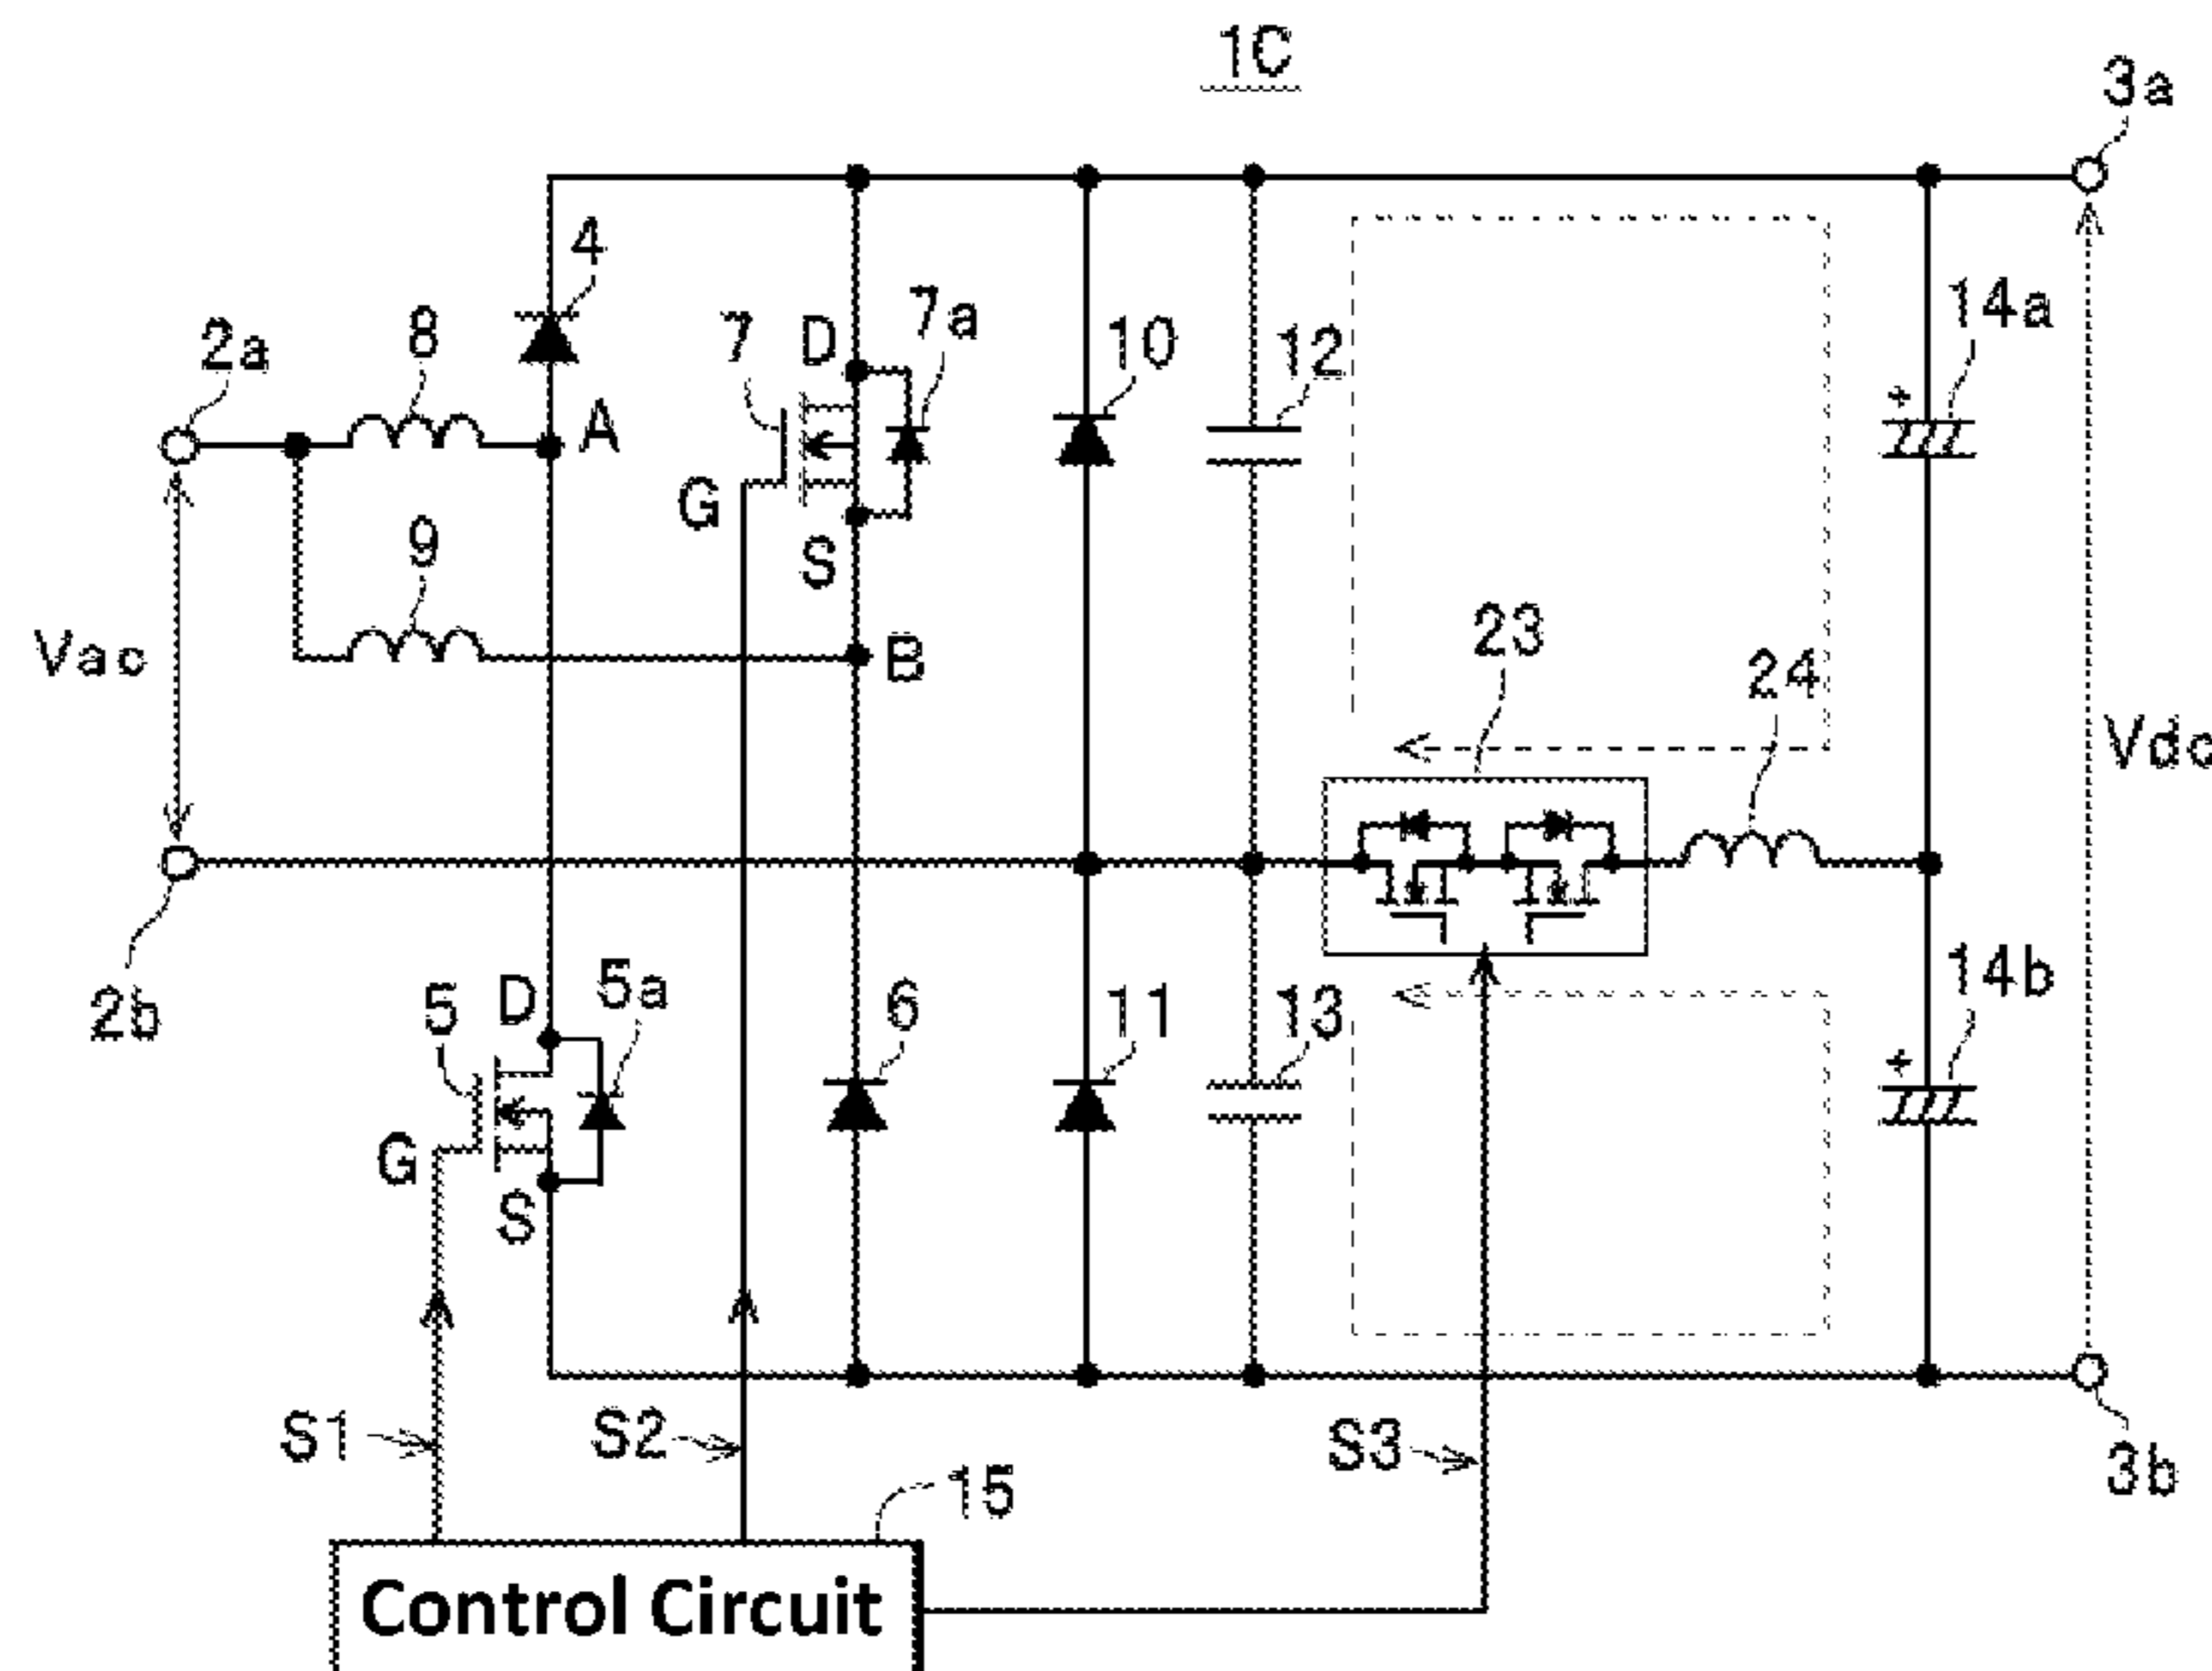 1C
3a
4
8
2a
7
D
7a
10
12
14a
A
G
9
S
Vac
B
23
24
Vdc
2b
5
D
5a
6
11
13
14b
+
+
G
S
S1
S2
S3
15
3b
Control Circuit